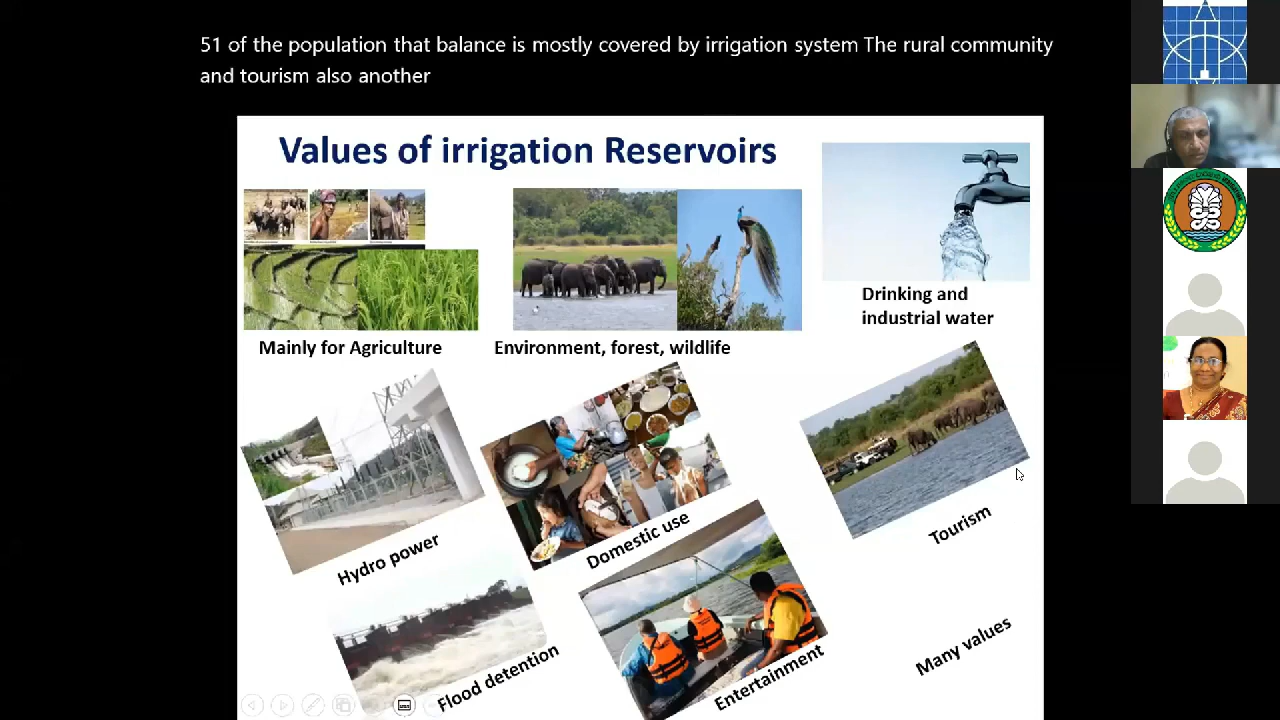 51 of the population that balance is mostly covered by irrigation system The rural community
and tourism also another
Values of irrigation Reservoirs
Mainly for Agriculture
Environment, forest, wildlife
Drinking and
industrial water
Hydro power
Domestic use
Tourism
Flood detention
Entertainment
Many values